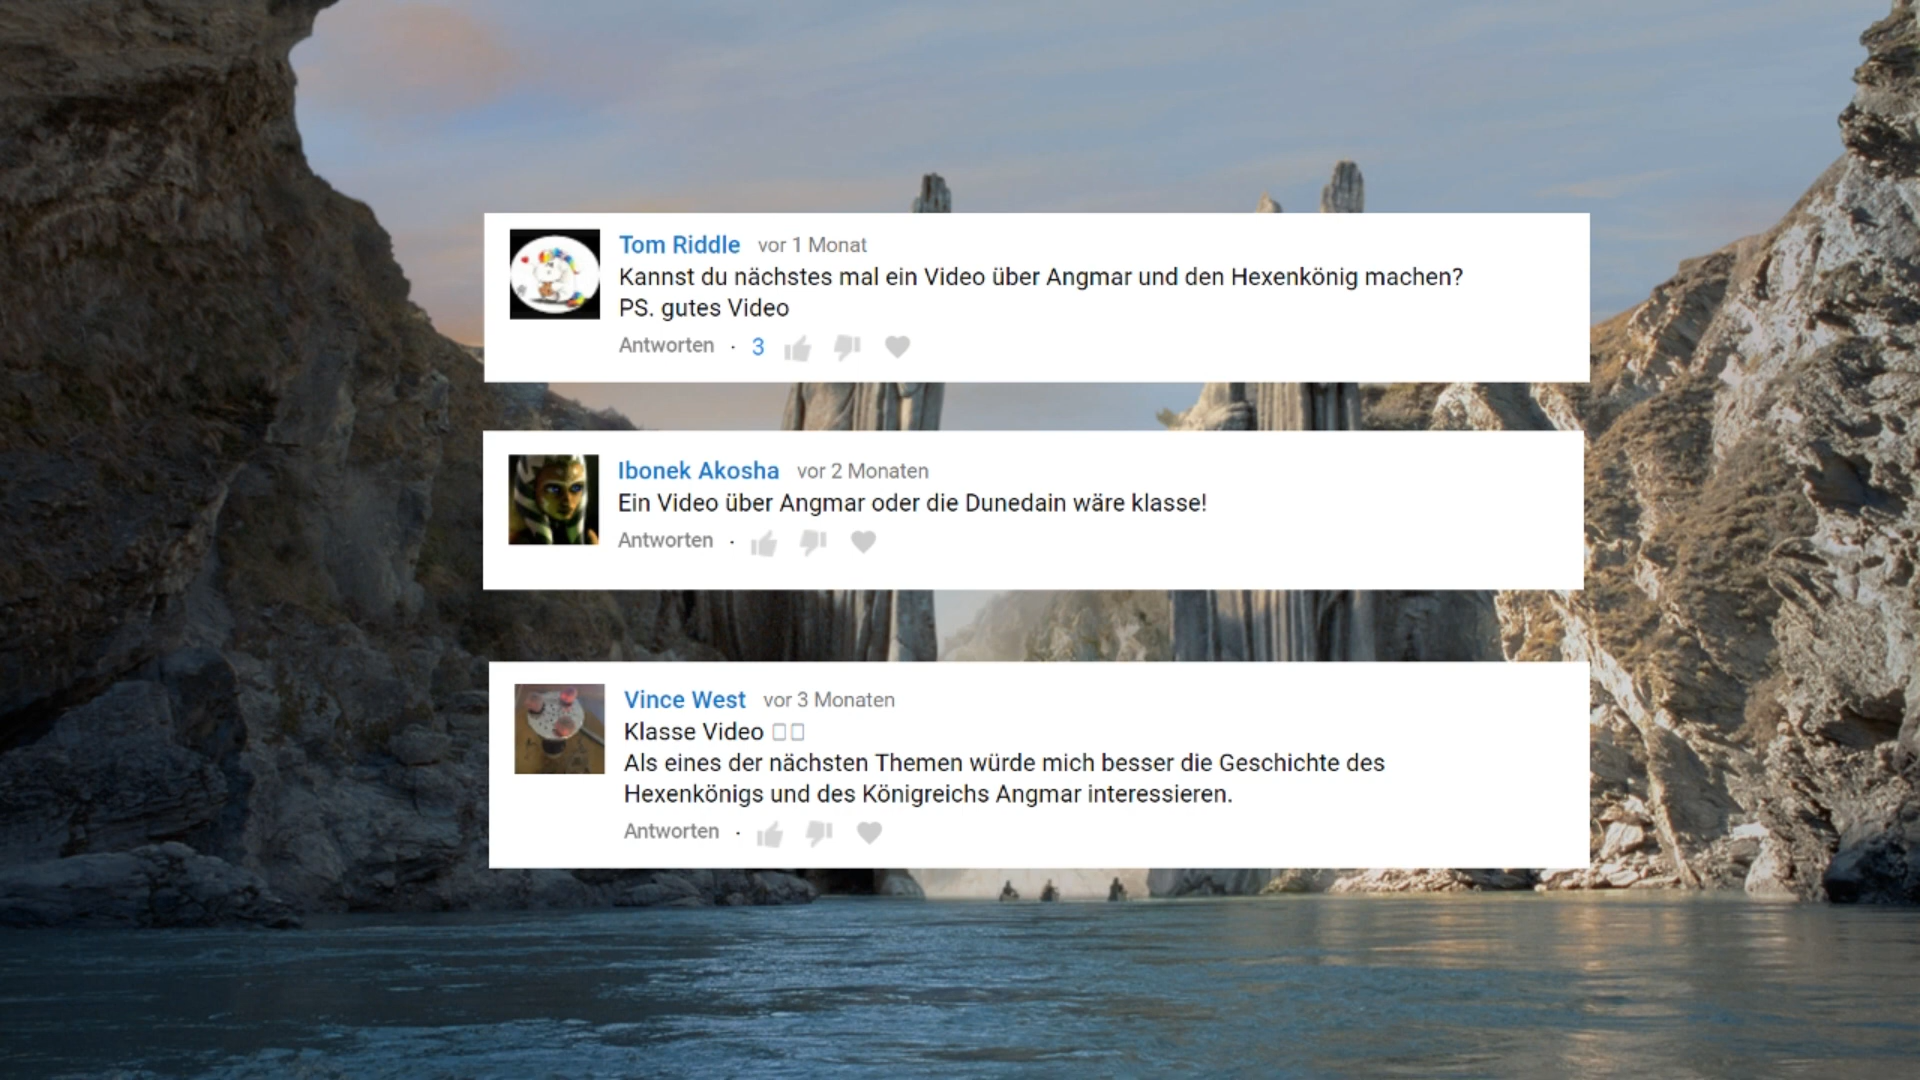 Tom Riddle vor 1 Monat
Kannst du nächstes mal ein Video über Angmar und den Hexenkönig machen?
PS. gutes Video
Antworten · 3
Ibonek Akosha vor 2 Monaten
Ein Video über Angmar oder die Dunedain wäre klasse!
Antworten ·
Vince West vor 3 Monaten
Klasse Video
Als eines der nächsten Themen würde mich besser die Geschichte des
Hexenkönigs und des Königreichs Angmar interessieren.
Antworten ·